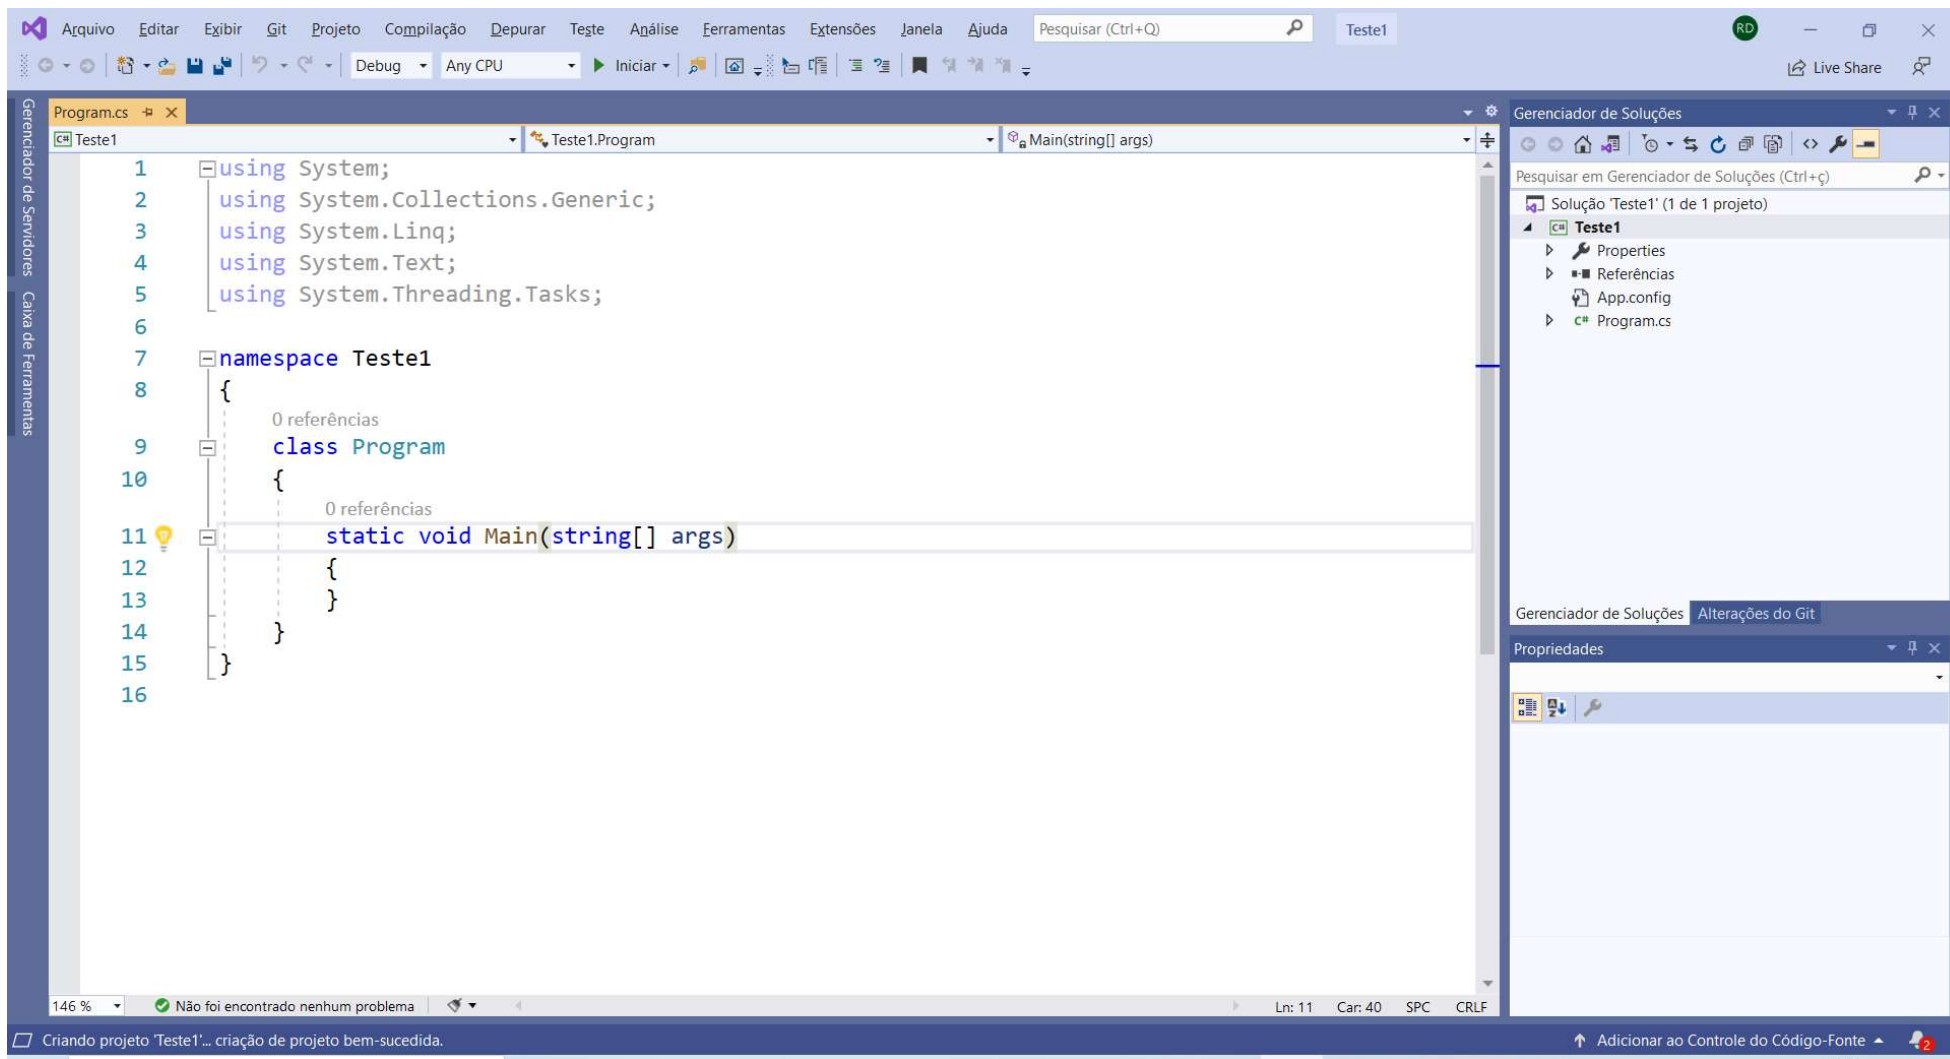 Arquivo Editar Exibir Git Projeto Compilação Depurar Teste Análise Ferramentas Extensões Janela Ajuda Pesquisar (Ctrl+Q) Teste1 RD
Debug Any CPU Iniciar Live Share
Gerenciador de Servidores
Caixa de Ferramentas
Program.cs
Teste1 Teste1.Program Main(string[] args)
1 using System;
2 using System.Collections.Generic;
3 using System.Linq;
4 using System.Text;
5 using System.Threading.Tasks;
6
7 namespace Teste1
8 {
0 referências
9 class Program
10 {
0 referências
11 static void Main(string[] args)
12 {
13 }
14 }
15 }
16
146 % Não foi encontrado nenhum problema Ln: 11 Car: 40 SPC CRLF
Gerenciador de Soluções
Pesquisar em Gerenciador de Soluções (Ctrl+ç)
Solução 'Teste1' (1 de 1 projeto)
C# Teste1
Properties
Referências
App.config
C# Program.cs
Gerenciador de Soluções Alterações do Git
Propriedades
Criando projeto 'Teste1'... criação de projeto bem-sucedida. Adicionar ao Controle do Código-Fonte 2